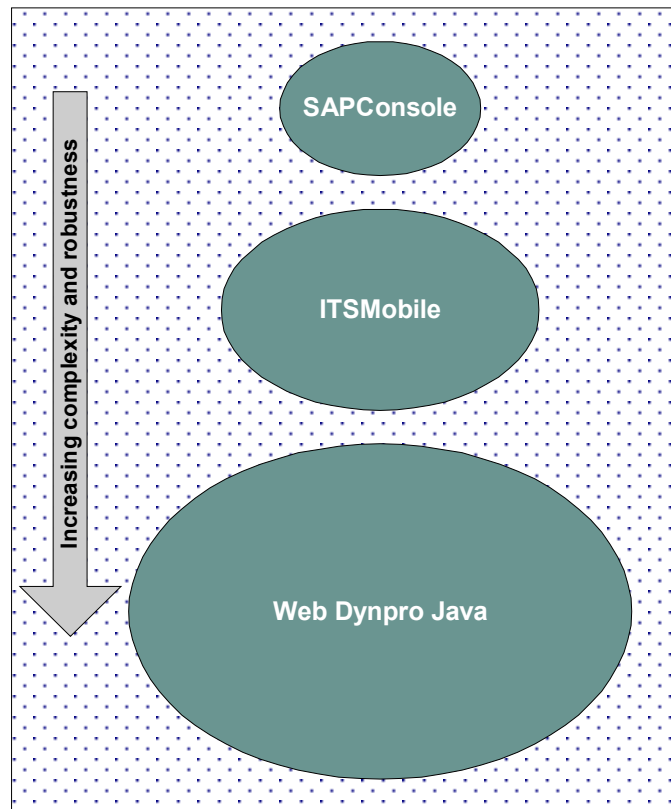 SAPConsole
Increasing complexity and robustness
ITSMobile
Web Dynpro Java